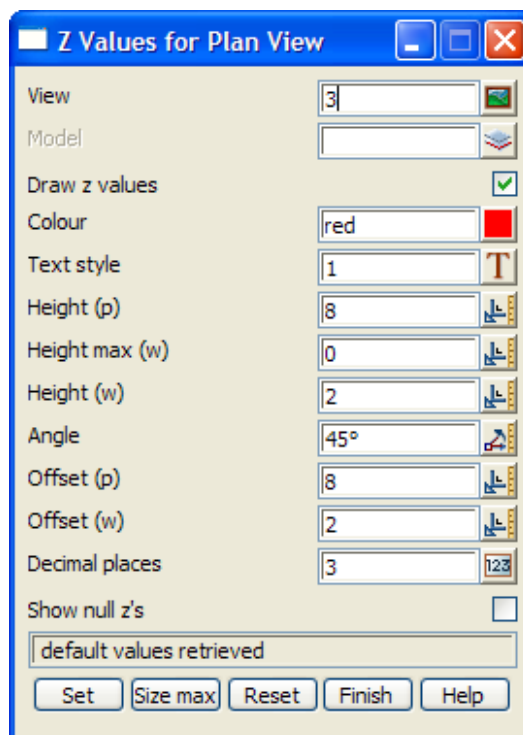 Z Values for Plan View
View 3
Model
Draw z values
Colour red
Text style 1 T
Height (p) 8
Height max (w) 0
Height (w) 2
Angle 45°
Offset (p) 8
Offset (w) 2
Decimal places 3 123
Show null z's
default values retrieved
Set Size max Reset Finish Help